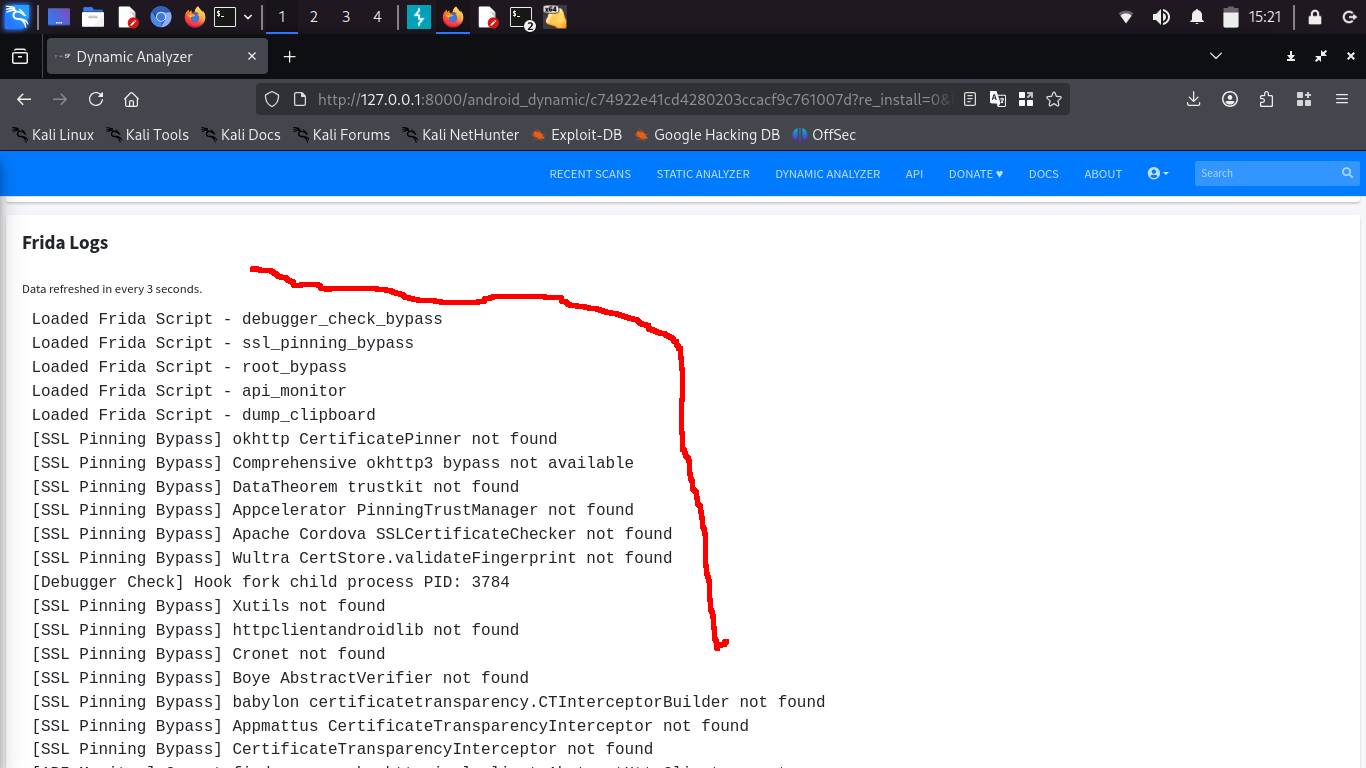 1 2 3 4
2
x64
15:21
Dynamic Analyzer
http://127.0.0.1:8000/android_dynamic/c74922e41cd4280203ccacf9c761007d?re_install=0&
Kali Linux Kali Tools Kali Docs Kali Forums Kali NetHunter Exploit-DB Google Hacking DB OffSec
RECENT SCANS STATIC ANALYZER DYNAMIC ANALYZER API DONATE ♥ DOCS ABOUT Search
Frida Logs
Data refreshed in every 3 seconds.
Loaded Frida Script - debugger_check_bypass
Loaded Frida Script - ssl_pinning_bypass
Loaded Frida Script - root_bypass
Loaded Frida Script - api_monitor
Loaded Frida Script - dump_clipboard
[SSL Pinning Bypass] okhttp CertificatePinner not found
[SSL Pinning Bypass] Comprehensive okhttp3 bypass not available
[SSL Pinning Bypass] DataTheorem trustkit not found
[SSL Pinning Bypass] Appcelerator PinningTrustManager not found
[SSL Pinning Bypass] Apache Cordova SSLCertificateChecker not found
[SSL Pinning Bypass] Wultra CertStore.validateFingerprint not found
[Debugger Check] Hook fork child process PID: 3784
[SSL Pinning Bypass] Xutils not found
[SSL Pinning Bypass] httpclientandroidlib not found
[SSL Pinning Bypass] Cronet not found
[SSL Pinning Bypass] Boye AbstractVerifier not found
[SSL Pinning Bypass] babylon certificatetransparency.CTInterceptorBuilder not found
[SSL Pinning Bypass] Appmattus CertificateTransparencyInterceptor not found
[SSL Pinning Bypass] CertificateTransparencyInterceptor not found